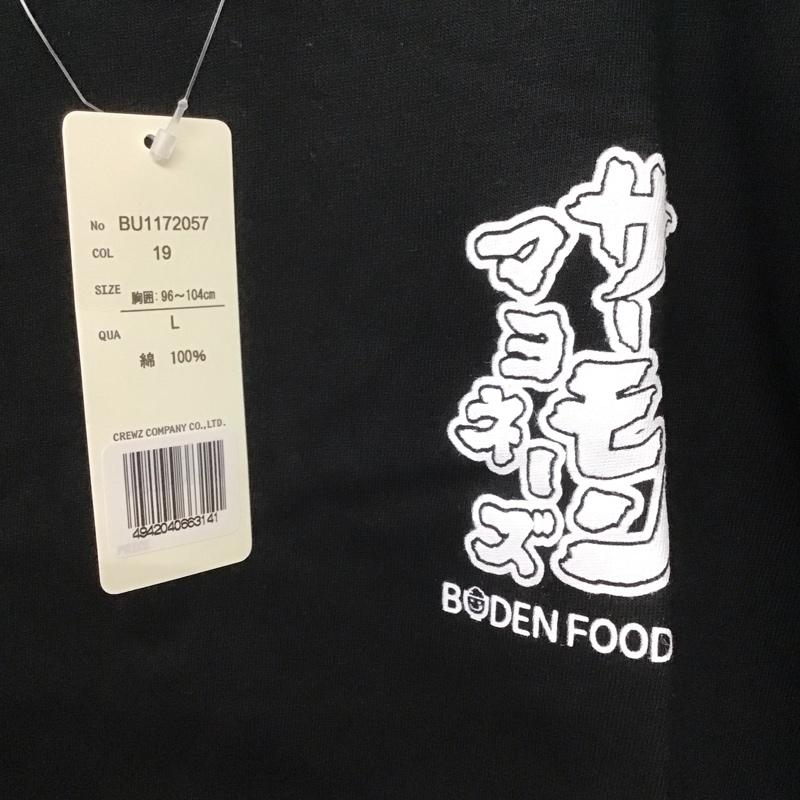 No BU1172057
COL 19
SIZE 胸囲: 96～104cm
L
QUA 綿 100%
CREWZ COMPANY CO.,LTD.
4942040663141
サーモン
マヨネーズ
BODEN FOOD